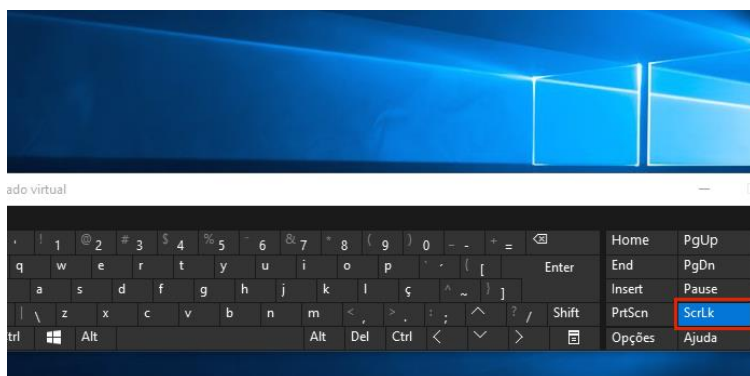 ado virtual
' ! 1 @ 2 # 3 $ 4 % 5 ¨ 6 & 7 * 8 ( 9 ) 0 _ - + = Home PgUp
q w e r t y u i o p ` ´ { [ Enter End PgDn
a s d f g h j k l ç ^ ~ } ] Insert Pause
| \ z x c v b n m < , > . : ; ^ ? / Shift PrtScn ScrLk
trl Alt Alt Del Ctrl < > Opções Ajuda